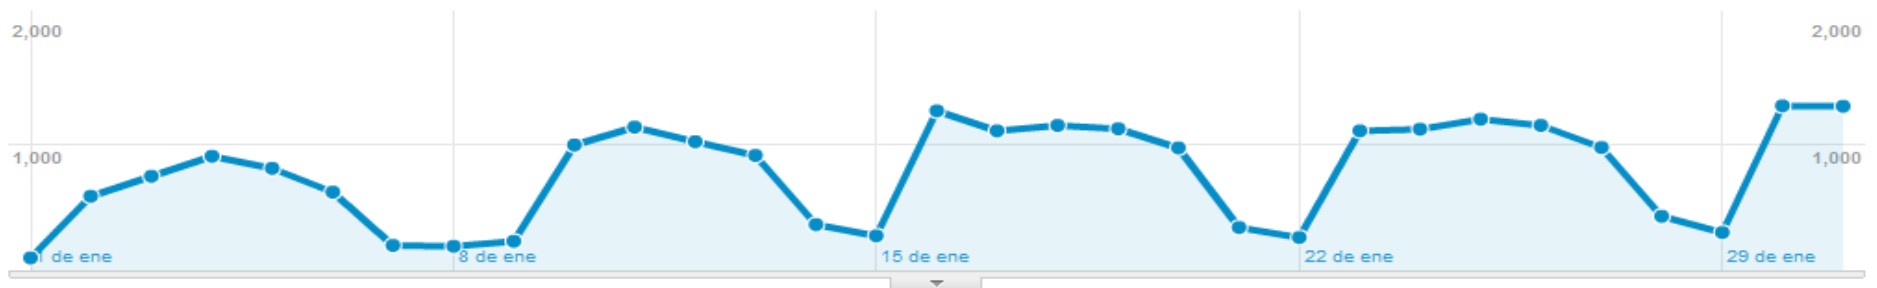 2,000
2,000
1,000
1,000
1 de ene
8 de ene
15 de ene
22 de ene
29 de ene